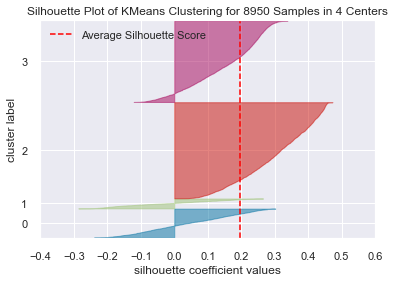 Silhouette Plot of KMeans Clustering for 8950 Samples in 4 Centers
Average Silhouette Score
cluster label
3
2
1
0
−0.4 −0.3 −0.2 −0.1 0.0 0.1 0.2 0.3 0.4 0.5 0.6
silhouette coefficient values